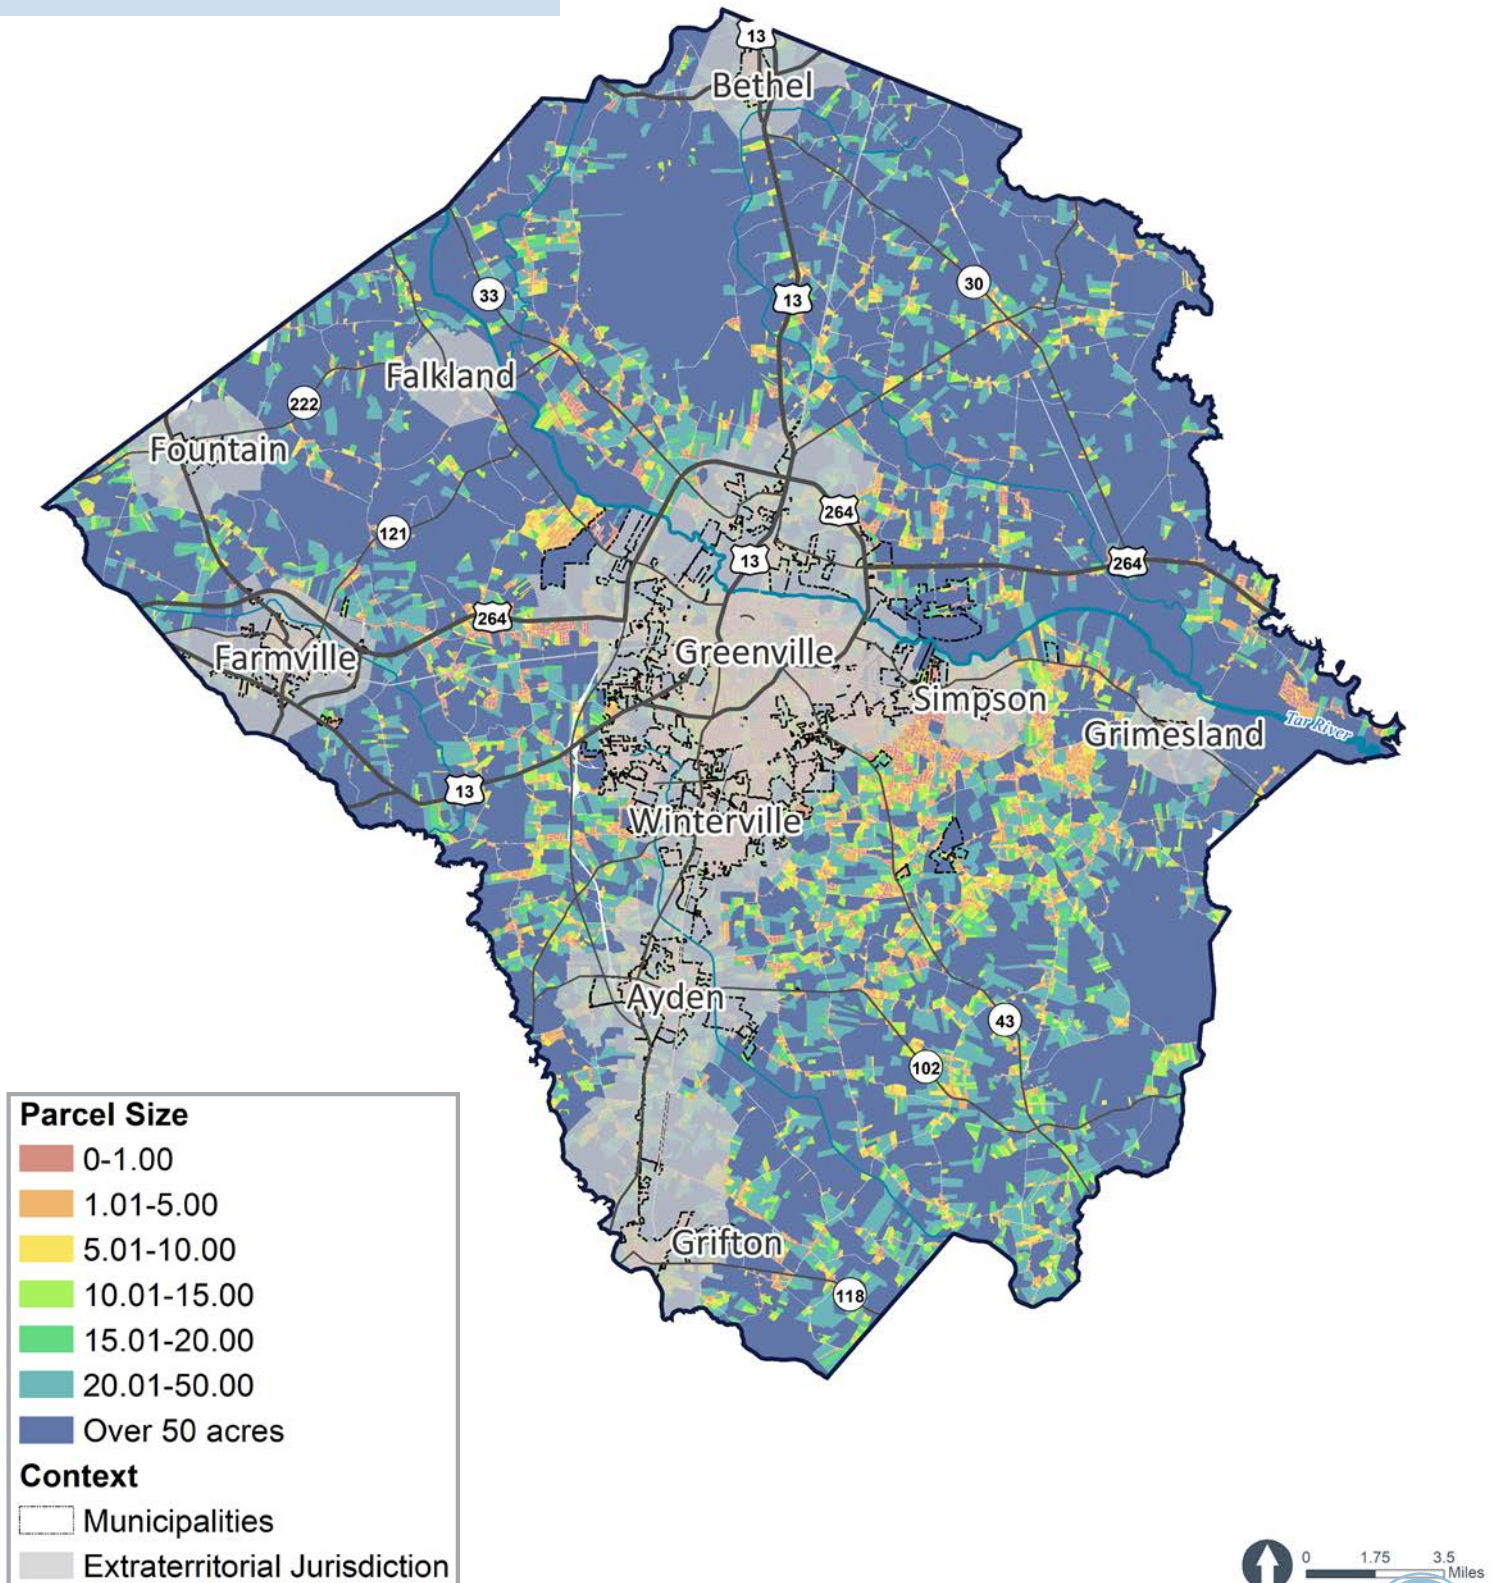 13
Bethel
33
30
13
Falkland
222
Fountain
264
121
13
264
264
Farmville
Greenville
Simpson
Grimesland
Tar River
13
Winterville
Ayden
43
102
Grifton
118
Parcel Size
0-1.00
1.01-5.00
5.01-10.00
10.01-15.00
15.01-20.00
20.01-50.00
Over 50 acres
Context
Municipalities
Extraterritorial Jurisdiction
0 1.75 3.5
Miles